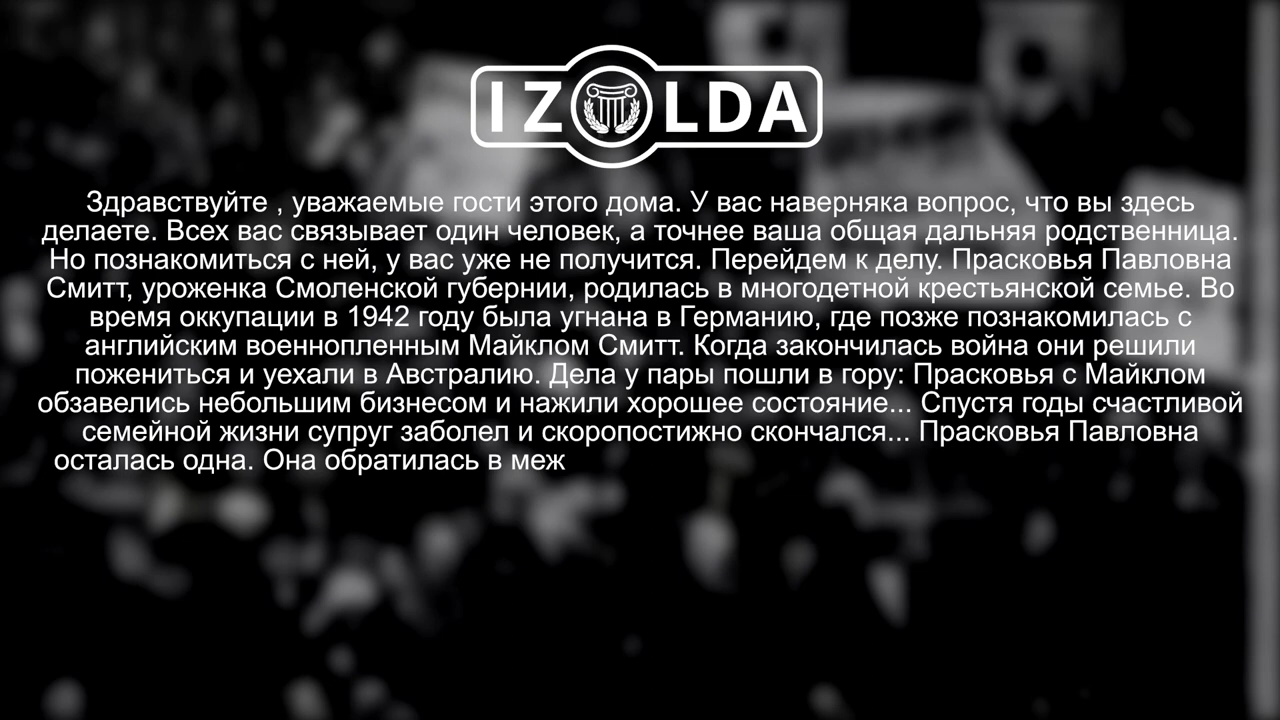 IZOLDA
Здравствуйте , уважаемые гости этого дома. У вас наверняка вопрос, что вы здесь
делаете. Всех вас связывает один человек, а точнее ваша общая дальняя родственница.
Но познакомиться с ней, у вас уже не получится. Перейдем к делу. Прасковья Павловна
Смитт, уроженка Смоленской губернии, родилась в многодетной крестьянской семье. Во
время оккупации в 1942 году была угнана в Германию, где позже познакомилась с
английским военнопленным Майклом Смитт. Когда закончилась война они решили
пожениться и уехали в Австралию. Дела у пары пошли в гору: Прасковья с Майклом
обзавелись небольшим бизнесом и нажили хорошее состояние... Спустя годы счастливой
семейной жизни супруг заболел и скоропостижно скончался... Прасковья Павловна
осталась одна. Она обратилась в меж